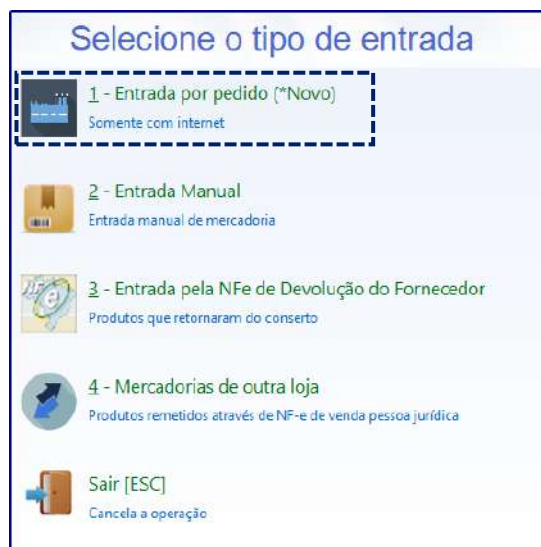 Selecione o tipo de entrada
1 - Entrada por pedido (*Novo)
Somente com internet
2 - Entrada Manual
Entrada manual de mercadoria
NF
e
3 - Entrada pela NFe de Devolução do Fornecedor
Produtos que retornaram do conserto
4 - Mercadorias de outra loja
Produtos remetidos através de NF-e de venda pessoa jurídica
Sair [ESC]
Cancela a operação